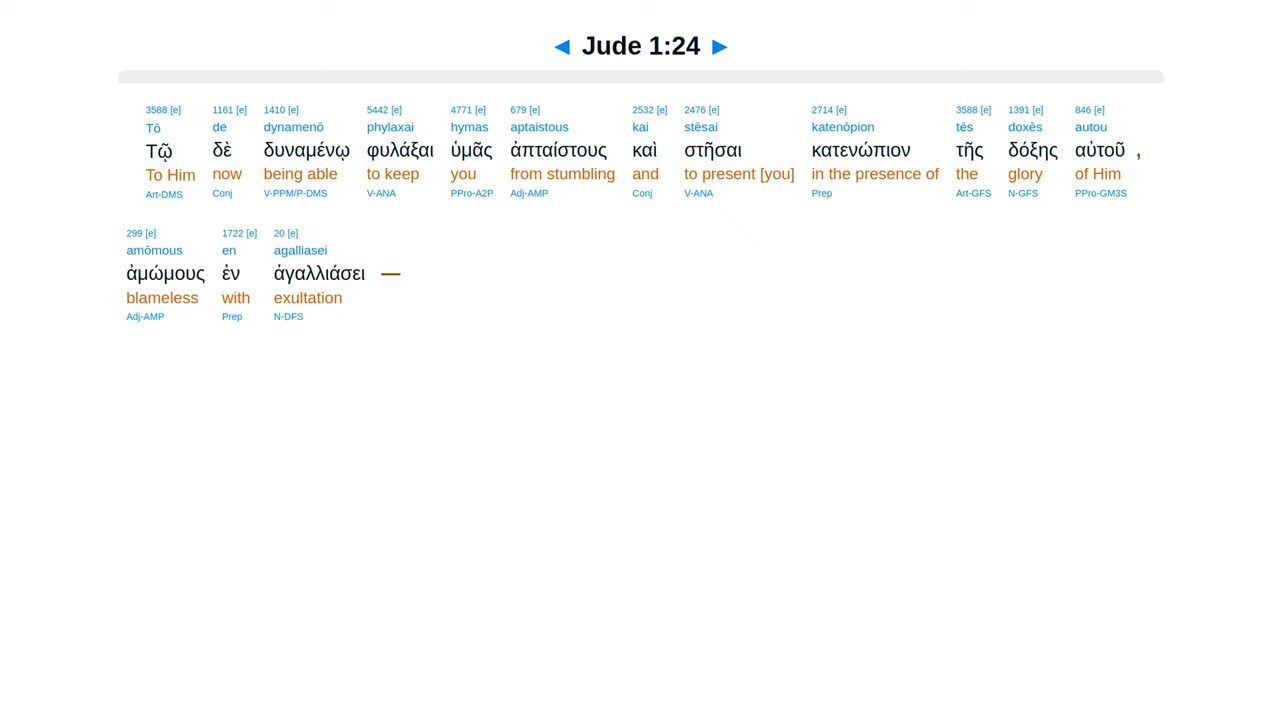 ◄ Jude 1:24 ►
3588 [e] 1161 [e] 1410 [e] 5442 [e] 4771 [e] 679 [e] 2532 [e] 2476 [e] 2714 [e] 3588 [e] 1391 [e] 846 [e]
Tō de dynamenō phylaxai hymas aptaistous kai stēsai katenōpion tēs doxēs autou
Τῷ δὲ δυναμένῳ φυλάξαι ὑμᾶς ἀπταίστους καὶ στῆσαι κατενώπιον τῆς δόξης αὐτοῦ ,
To Him now being able to keep you from stumbling and to present [you] in the presence of the glory of Him
Art-DMS Conj V-PPM/P-DMS V-ANA PPro-A2P Adj-AMP Conj V-ANA Prep Art-GFS N-GFS PPro-GM3S
299 [e] 1722 [e] 20 [e]
amōmous en agalliasei
ἀμώμους ἐν ἀγαλλιάσει —
blameless with exultation
Adj-AMP Prep N-DFS